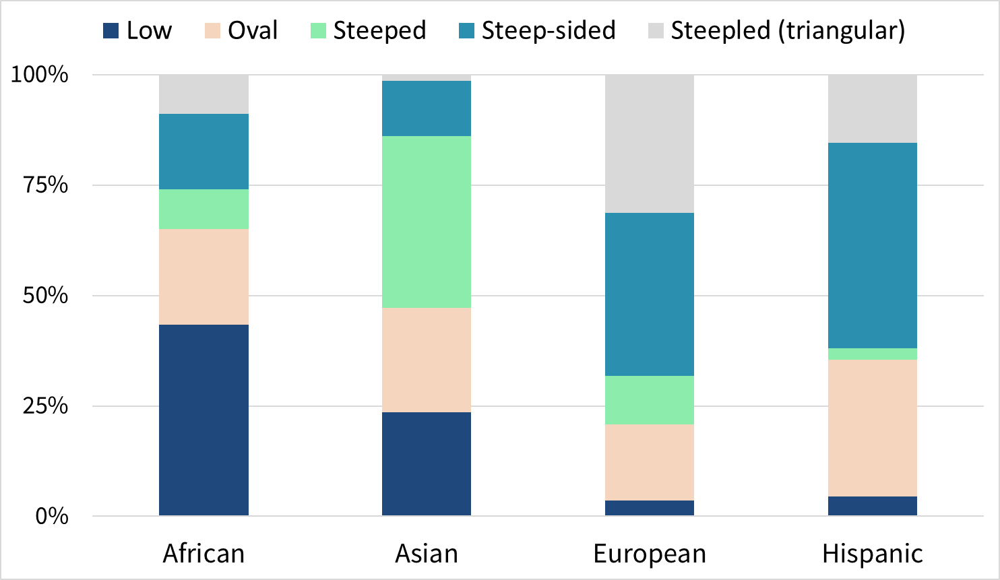 Low Oval Steeped Steep-sided Steepled (triangular)
100%
75%
50%
25%
0%
African Asian European Hispanic